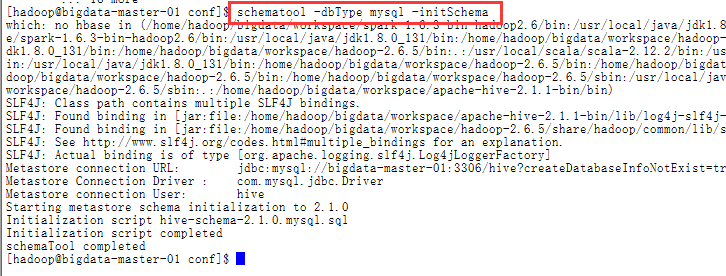 ... 10 more
[hadoop@bigdata-master-01 conf]$ schematool -dbType mysql -initSchema
which: no hbase in (/home/hadoop/bigdata/workspace/spark-1.6.3-bin-hadoop2.6/bin:/usr/local/java/jdk1.
e/spark-1.6.3-bin-hadoop2.6/bin:/usr/local/java/jdk1.8.0_131/bin:/home/hadoop/bigdata/workspace/hadoop-
dk1.8.0_131/bin:/home/hadoop/bigdata/workspace/hadoop-2.6.5/bin:.:/usr/local/scala/scala-2.12.2/bin:/us
in:/usr/local/java/jdk1.8.0_131/bin:/home/hadoop/bigdata/workspace/hadoop-2.6.5/bin:/home/hadoop/bigdat
doop/bigdata/workspace/hadoop-2.6.5/bin:/home/hadoop/bigdata/workspace/hadoop-2.6.5/sbin:/home/hadoop/b
workspace/hadoop-2.6.5/sbin:.:/home/hadoop/bigdata/workspace/apache-hive-2.1.1-bin/bin)
SLF4J: Class path contains multiple SLF4J bindings.
SLF4J: Found binding in [jar:file:/home/hadoop/bigdata/workspace/apache-hive-2.1.1-bin/lib/log4j-slf4j-
SLF4J: Found binding in [jar:file:/home/hadoop/bigdata/workspace/hadoop-2.6.5/share/hadoop/common/lib/s
SLF4J: See http://www.slf4j.org/codes.html#multiple_bindings for an explanation.
SLF4J: Actual binding is of type [org.apache.logging.slf4j.Log4jLoggerFactory]
Metastore connection URL: jdbc:mysql://bigdata-master-01:3306/hive?createDatabaseInfoNotExist=tr
Metastore Connection Driver : com.mysql.jdbc.Driver
Metastore connection User: hive
Starting metastore schema initialization to 2.1.0
Initialization script hive-schema-2.1.0.mysql.sql
Initialization script completed
schemaTool completed
[hadoop@bigdata-master-01 conf]$